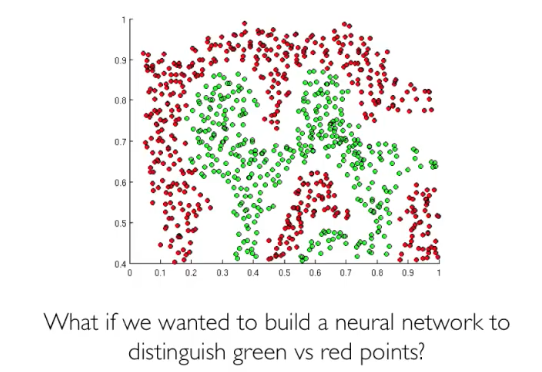 1
0.9
0.8
0.7
0.6
0.5
0.4
0 0.1 0.2 0.3 0.4 0.5 0.6 0.7 0.8 0.9 1
What if we wanted to build a neural network to
distinguish green vs red points?